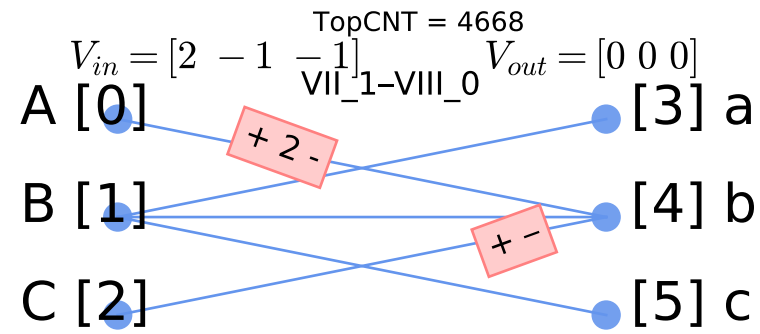 TopCNT = 4668
V_in = [2 −1 −1] V_out = [0 0 0]
VII_1–VIII_0
A [0] [3] a
+ 2 -
B [1] [4] b
+ −
C [2] [5] c